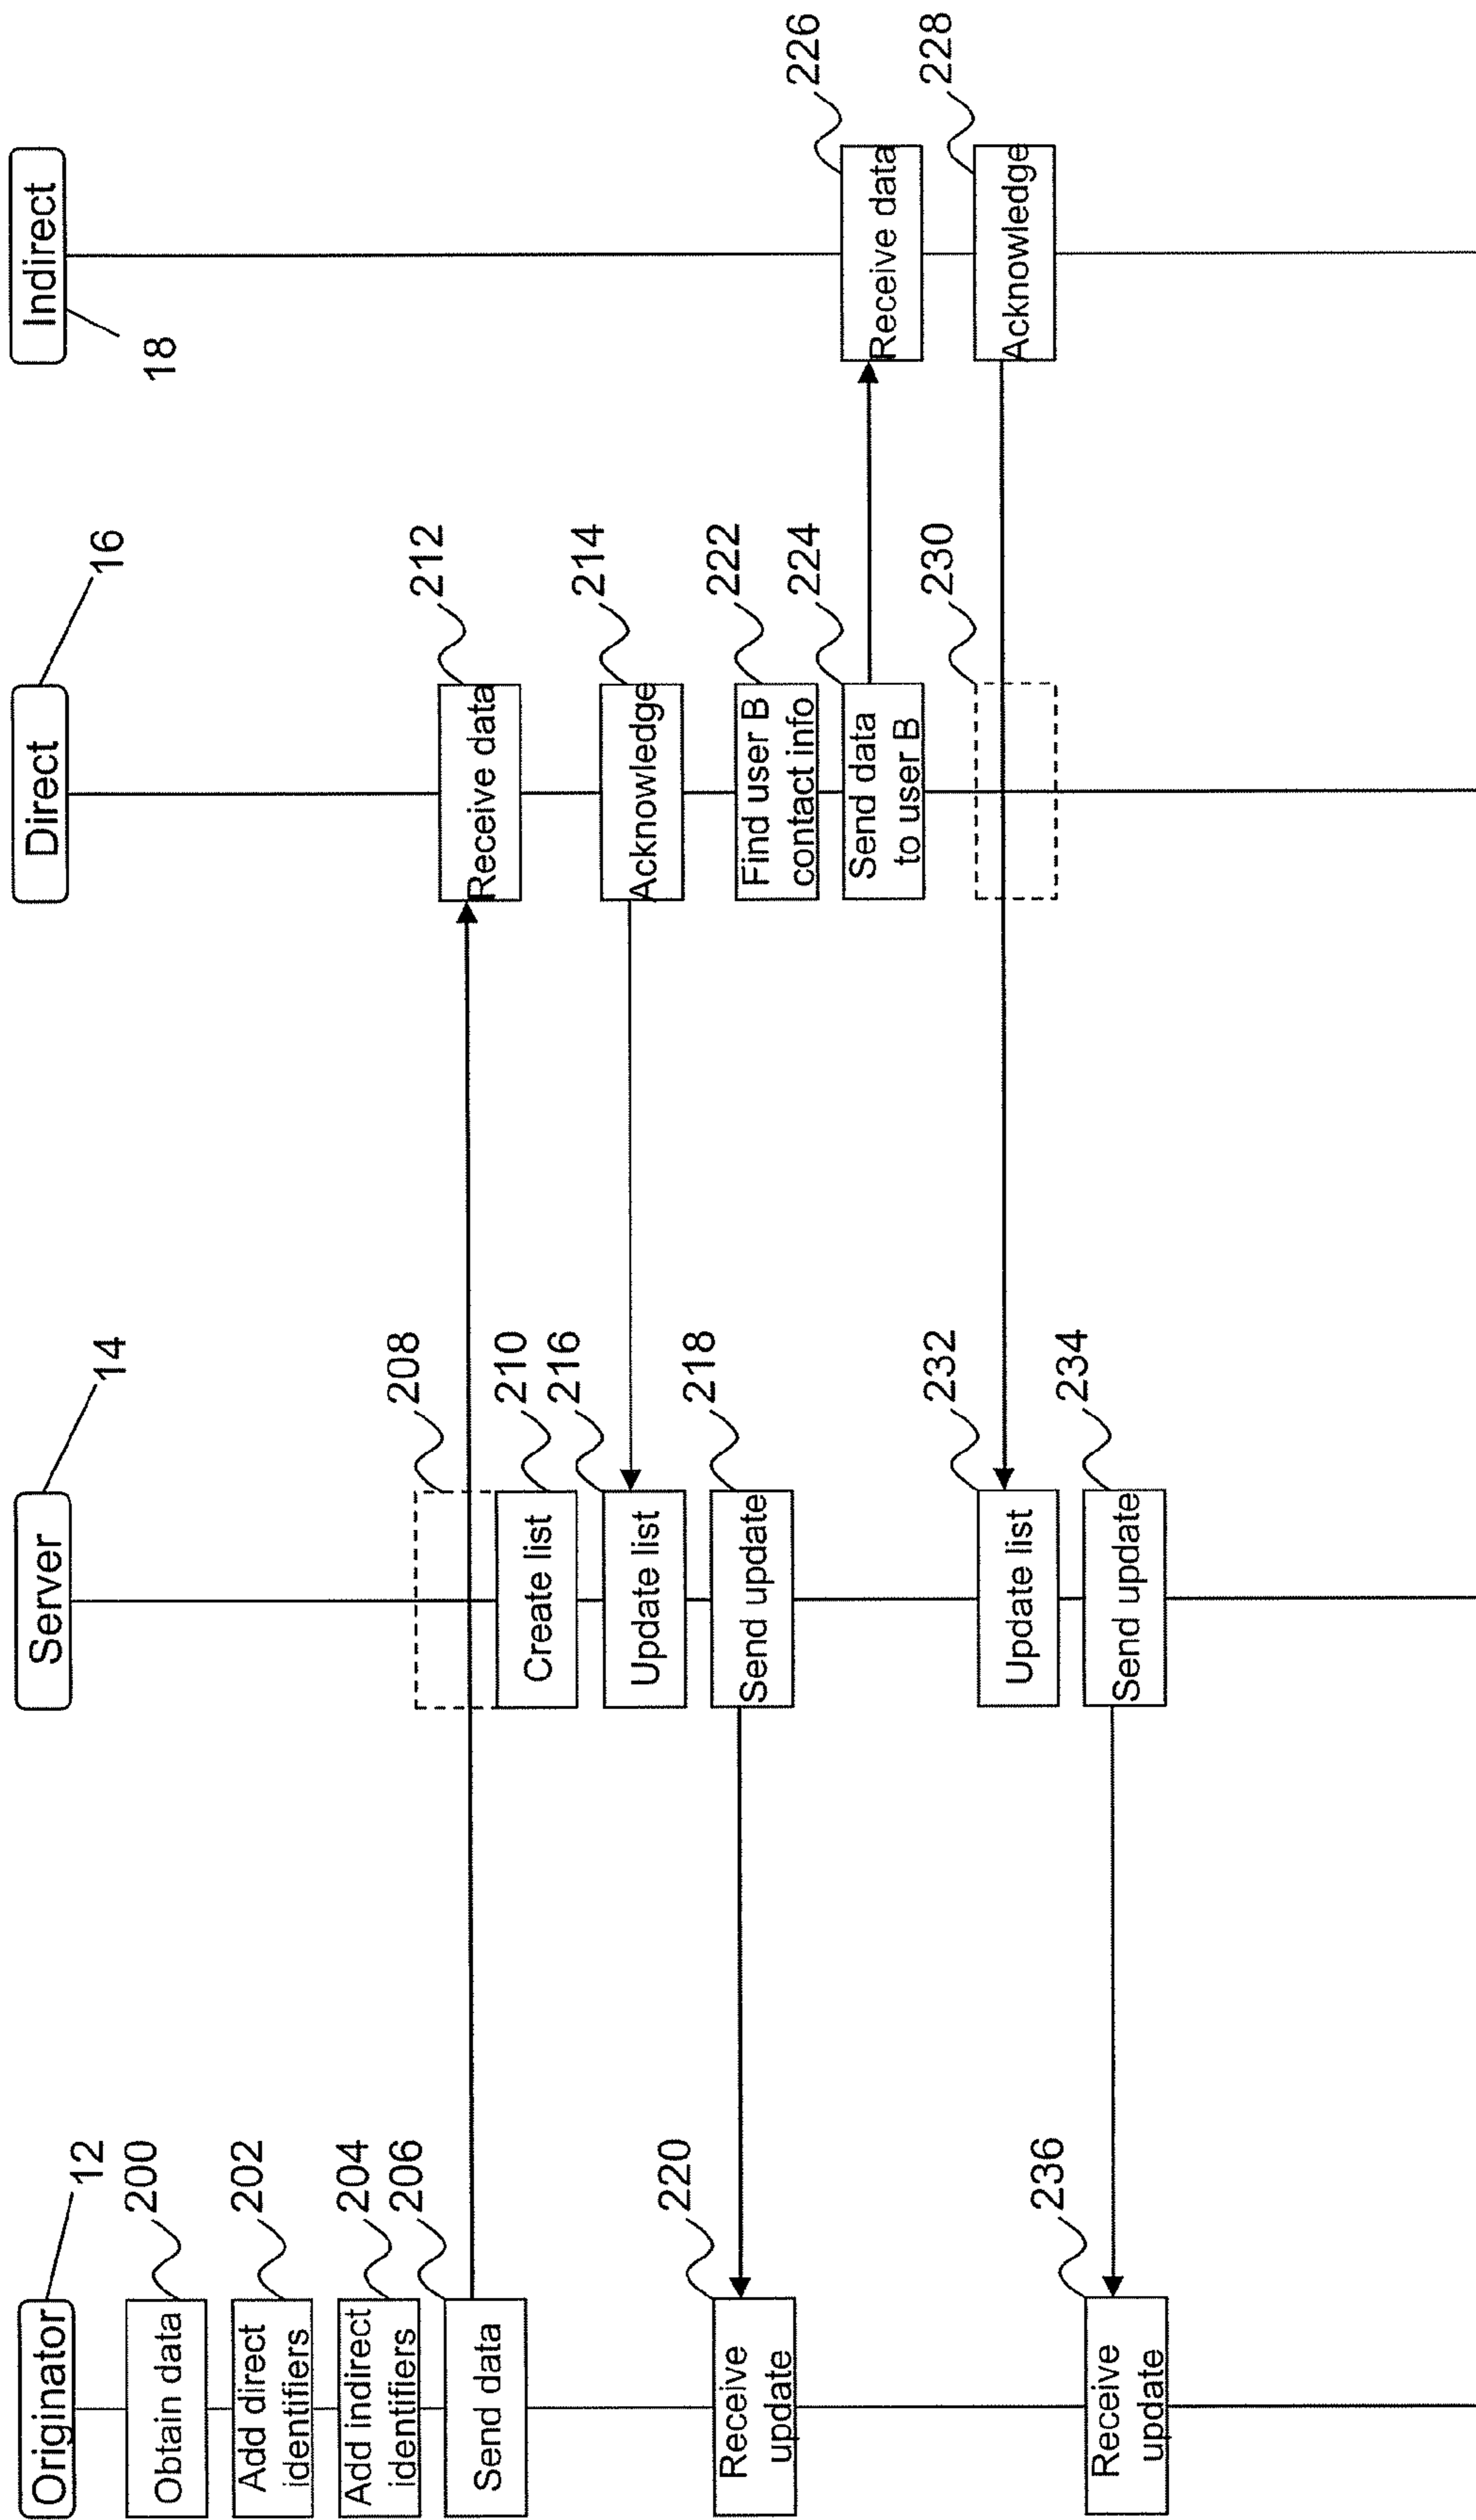 Originator
12
Server
14
Direct
16
Indirect
18
Obtain data
200
Add direct
identifiers
202
Add indirect
identifiers
204
Send data
206
208
Create list
210
Receive data
212
Acknowledge
214
Update list
216
Send update
218
Receive
update
220
Find user B
contact info
222
Send data
to user B
224
Receive data
226
Acknowledge
228
230
Update list
232
Send update
234
Receive
update
236